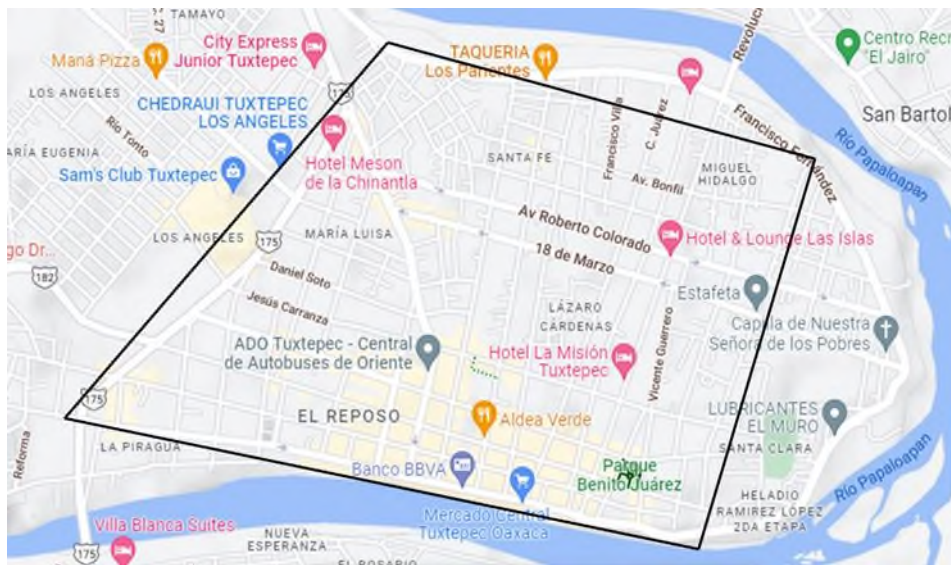 TAMAYO
C. 27
Maná Pizza
City Express
Junior Tuxtepec
TAQUERIA
Los Parientes
Revoluc
Centro Recr
"El Jairo"
175
LOS ANGELES
CHEDRAUI TUXTEPEC
LOS ANGELES
Río Tonto
ARÍA EUGENIA
Sam's Club Tuxtepec
Hotel Meson
de la Chinantla
SANTA FE
Francisco Villa
C. Juárez
Francisco Fernández
San Bartol
Río Papaloapan
MIGUEL
HIDALGO
Av. Bonfil
Av Roberto Colorado
LOS ANGELES
175
MARÍA LUISA
18 de Marzo
Hotel & Lounge Las Islas
go Dr...
182
Daniel Soto
Jesús Carranza
Estafeta
LÁZARO
CÁRDENAS
Vicente Guerrero
Capilla de Nuestra
Señora de los Pobres
ADO Tuxtepec - Central
de Autobuses de Oriente
Hotel La Misión
Tuxtepec
175
EL REPOSO
Aldea Verde
LUBRICANTES
EL MURO
Reforma
LA PIRAGUA
SANTA CLARA
Banco BBVA
Parque
Benito Juárez
Río Papaloapan
Mercado Central
Tuxtepec Oaxaca
HELADIO
RAMIREZ LÓPEZ
2DA ETAPA
Villa Blanca Suites
175
NUEVA
ESPERANZA
EL ROSARIO